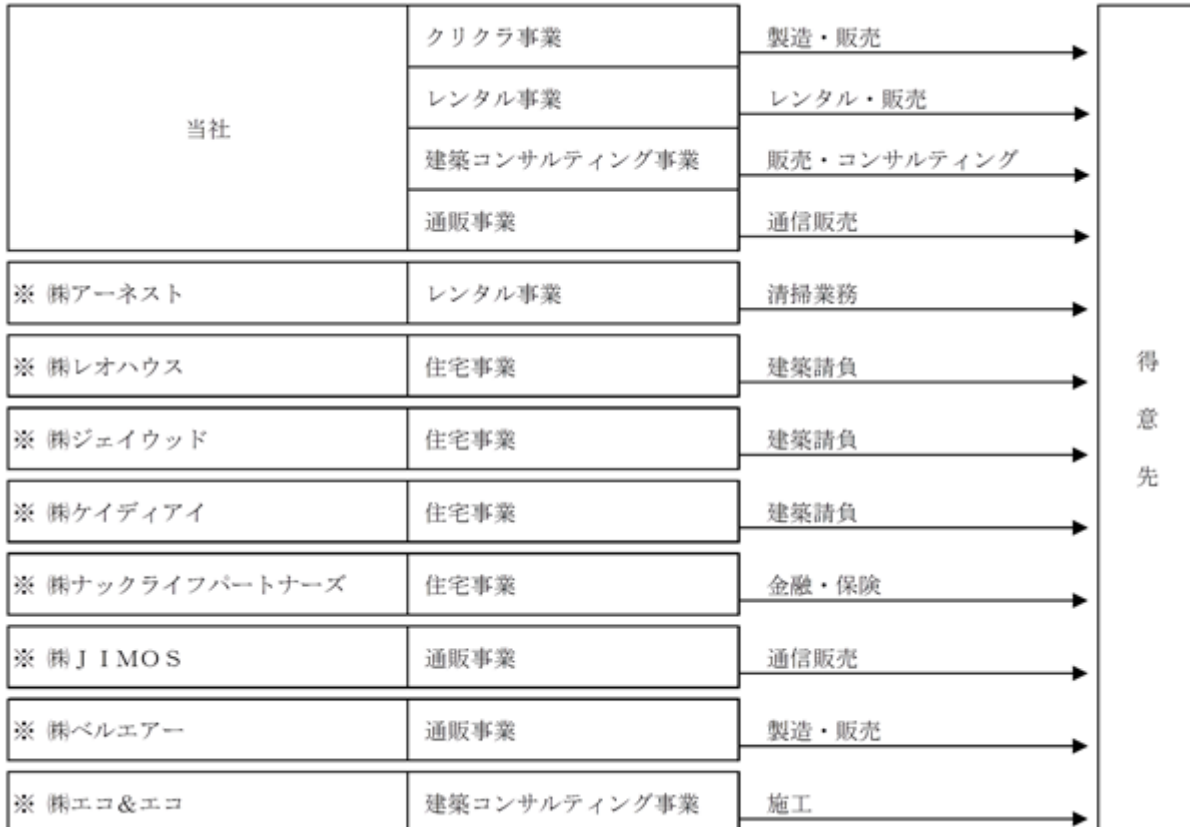 当社
クリクラ事業 製造・販売
レンタル事業 レンタル・販売
建築コンサルティング事業 販売・コンサルティング
通販事業 通信販売
※ ㈱アーネスト レンタル事業 清掃業務
※ ㈱レオハウス 住宅事業 建築請負
※ ㈱ジェイウッド 住宅事業 建築請負
※ ㈱ケイディアイ 住宅事業 建築請負
※ ㈱ナックライフパートナーズ 住宅事業 金融・保険
※ ㈱ＪＩＭＯＳ 通販事業 通信販売
※ ㈱ベルエアー 通販事業 製造・販売
※ ㈱エコ＆エコ 建築コンサルティング事業 施工
得意先